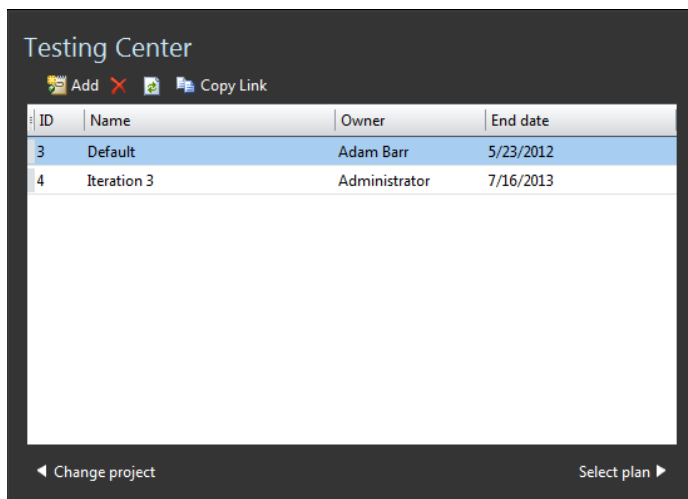 Testing Center
Add Copy Link
ID Name Owner End date
3 Default Adam Barr 5/23/2012
4 Iteration 3 Administrator 7/16/2013
Change project Select plan